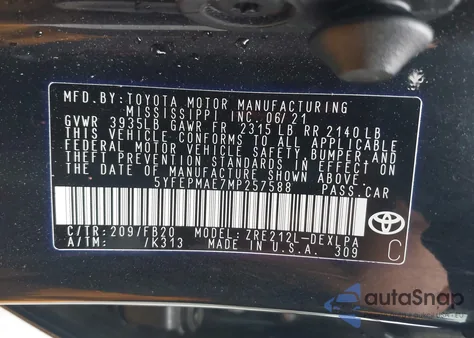 MFD. BY: TOYOTA MOTOR MANUFACTURING
MISSISSIPPI INC. 06/21
GVWR 3935LB GAWR FR 2315 LB RR 2140 LB
THIS VEHICLE CONFORMS TO ALL APPLICABLE
FEDERAL MOTOR VEHICLE SAFETY, BUMPER, AND
THEFT PREVENTION STANDARDS IN EFFECT ON
THE DATE OF MANUFACTURE SHOWN ABOVE.
5YFEPMAE7MP257588 PASS.CAR
C/TR: 209/FB20 MODEL: ZRE212L-DEXLPA
A/TM: /K313 MADE IN U.S.A. 309
C
autoSnap